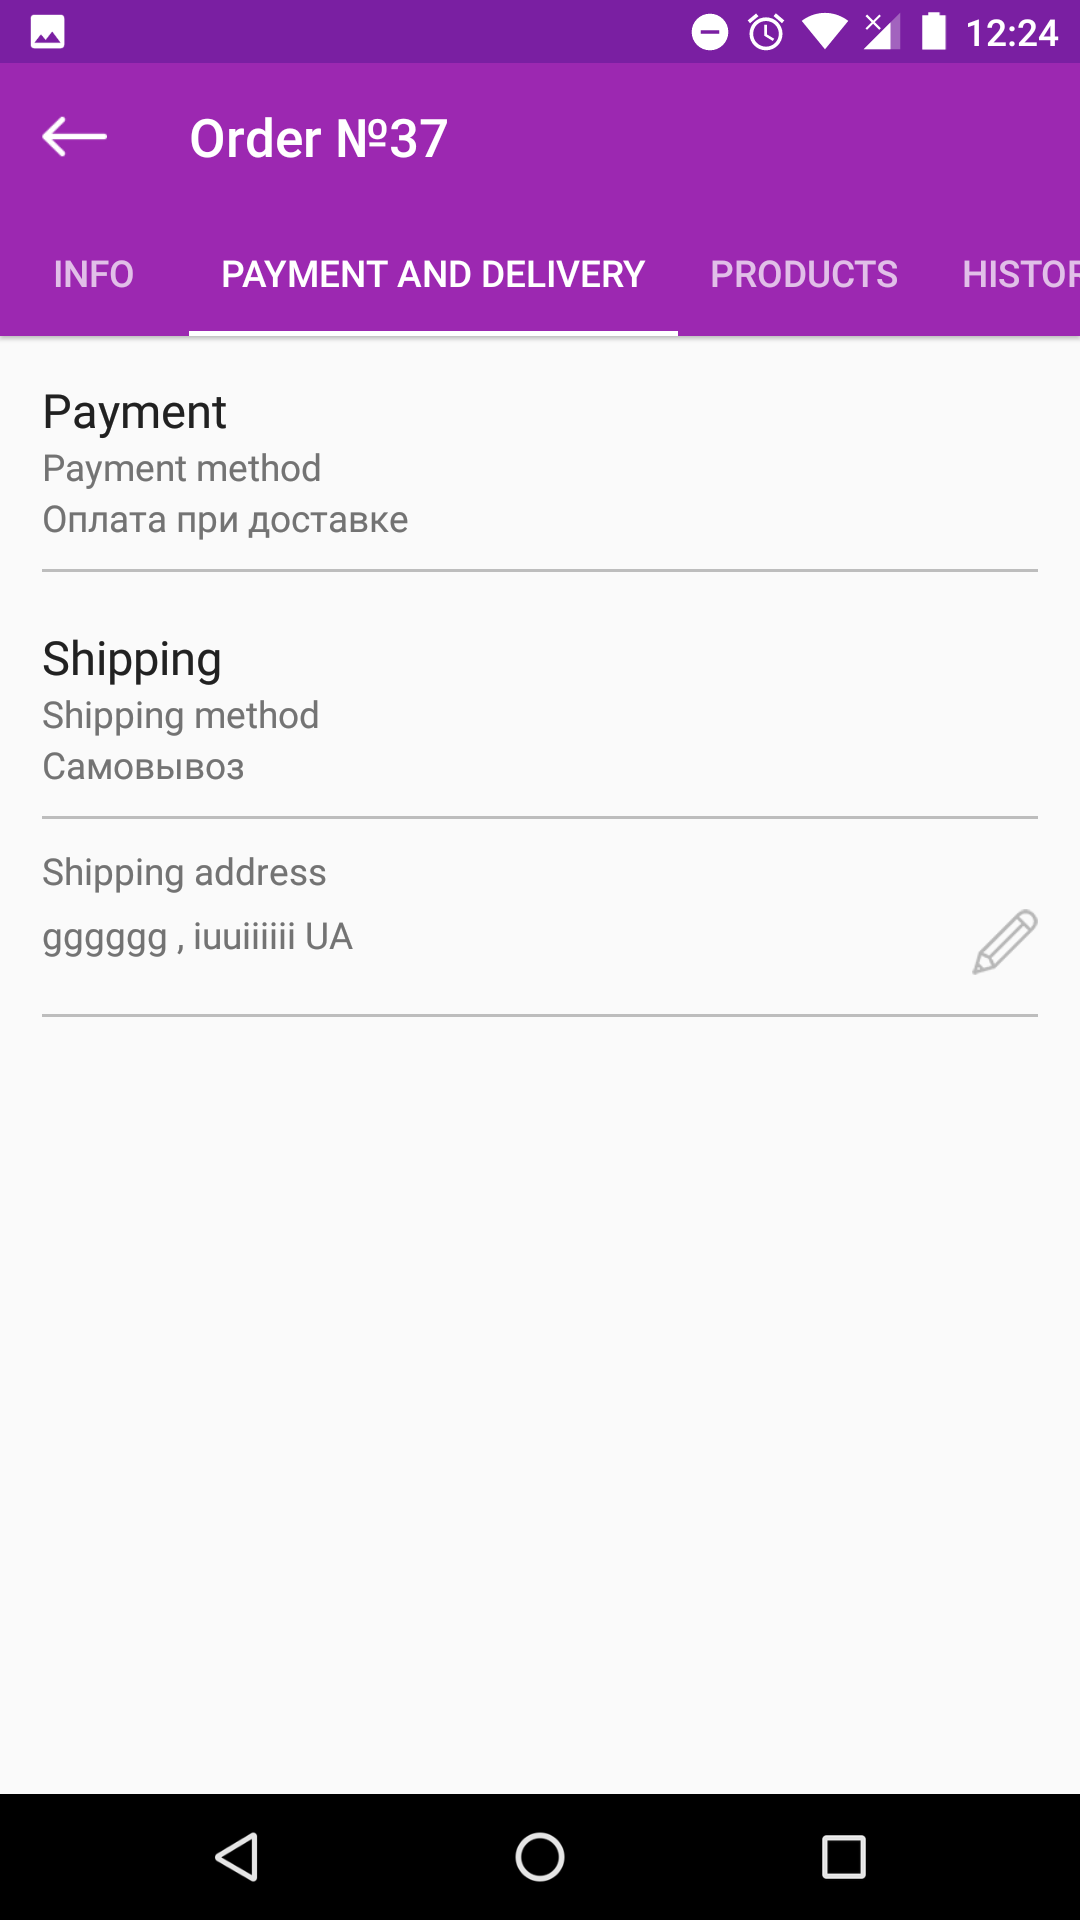 12:24
Order №37
INFO PAYMENT AND DELIVERY PRODUCTS HISTOR
Payment
Payment method
Оплата при доставке
Shipping
Shipping method
Самовывоз
Shipping address
gggggg , iuuiiiiii UA